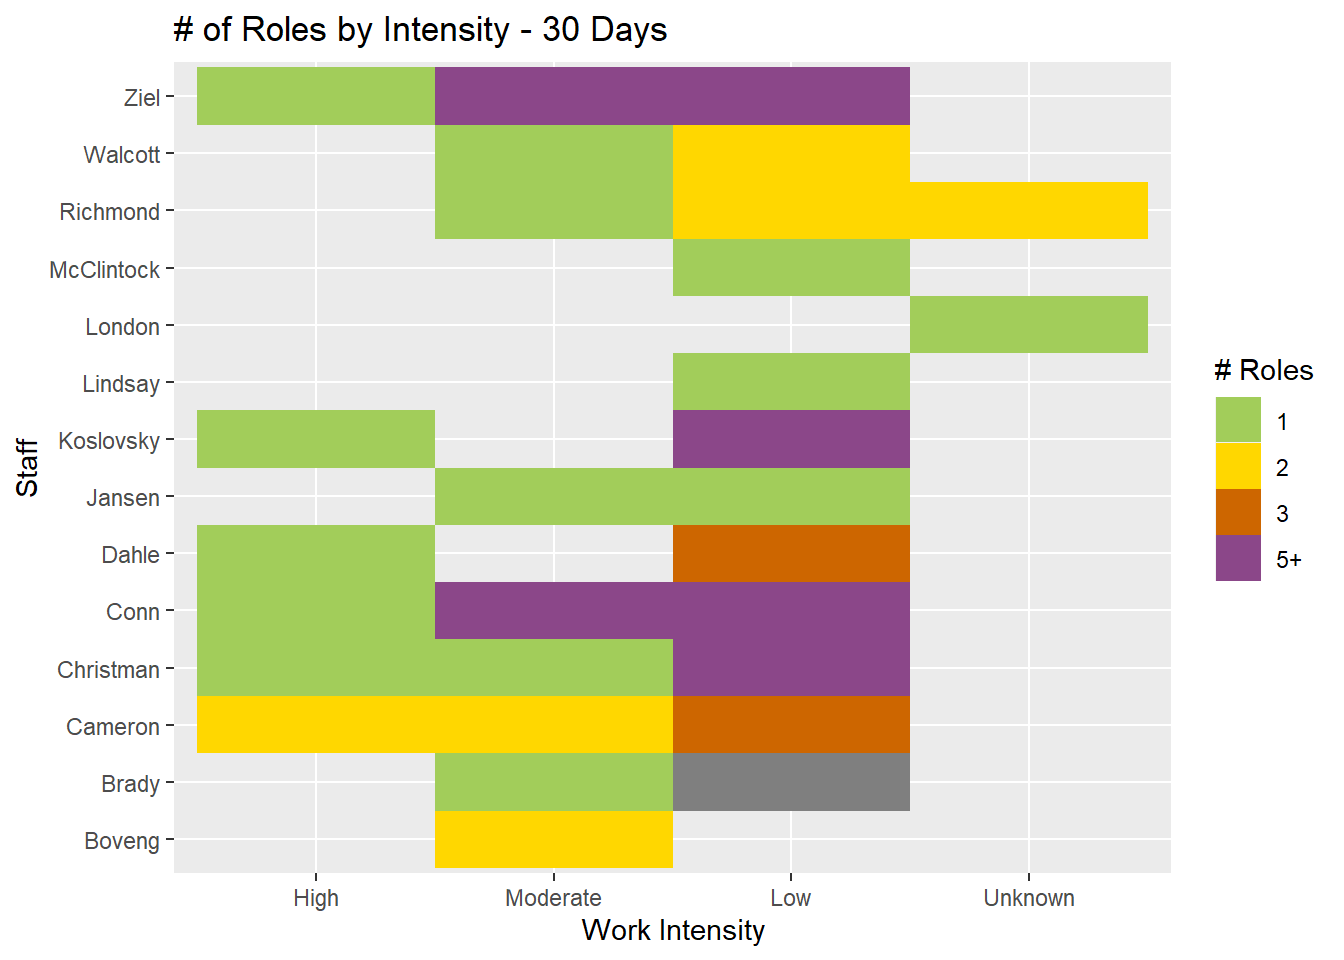 # of Roles by Intensity - 30 Days
Ziel
Walcott
Richmond
McClintock
London
Lindsay
Koslovsky
Jansen
Dahle
Conn
Christman
Cameron
Brady
Boveng
Staff
High Moderate Low Unknown
Work Intensity
# Roles
1
2
3
5+